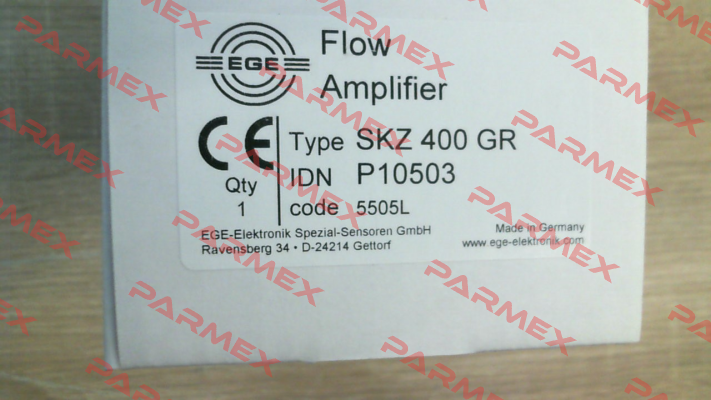 EGE
Flow
Amplifier
CE
Type SKZ 400 GR
Qty
IDN P10503
1
code 5505L
EGE-Elektronik Spezial-Sensoren GmbH
Ravensberg 34 • D-24214 Gettorf
Made in Germany
www.ege-elektronik.com
PARMEX
PARMEX
PARMEX
PARMEX
PARMEX
PARMEX
PARMEX
PARMEX
PARMEX
PARMEX